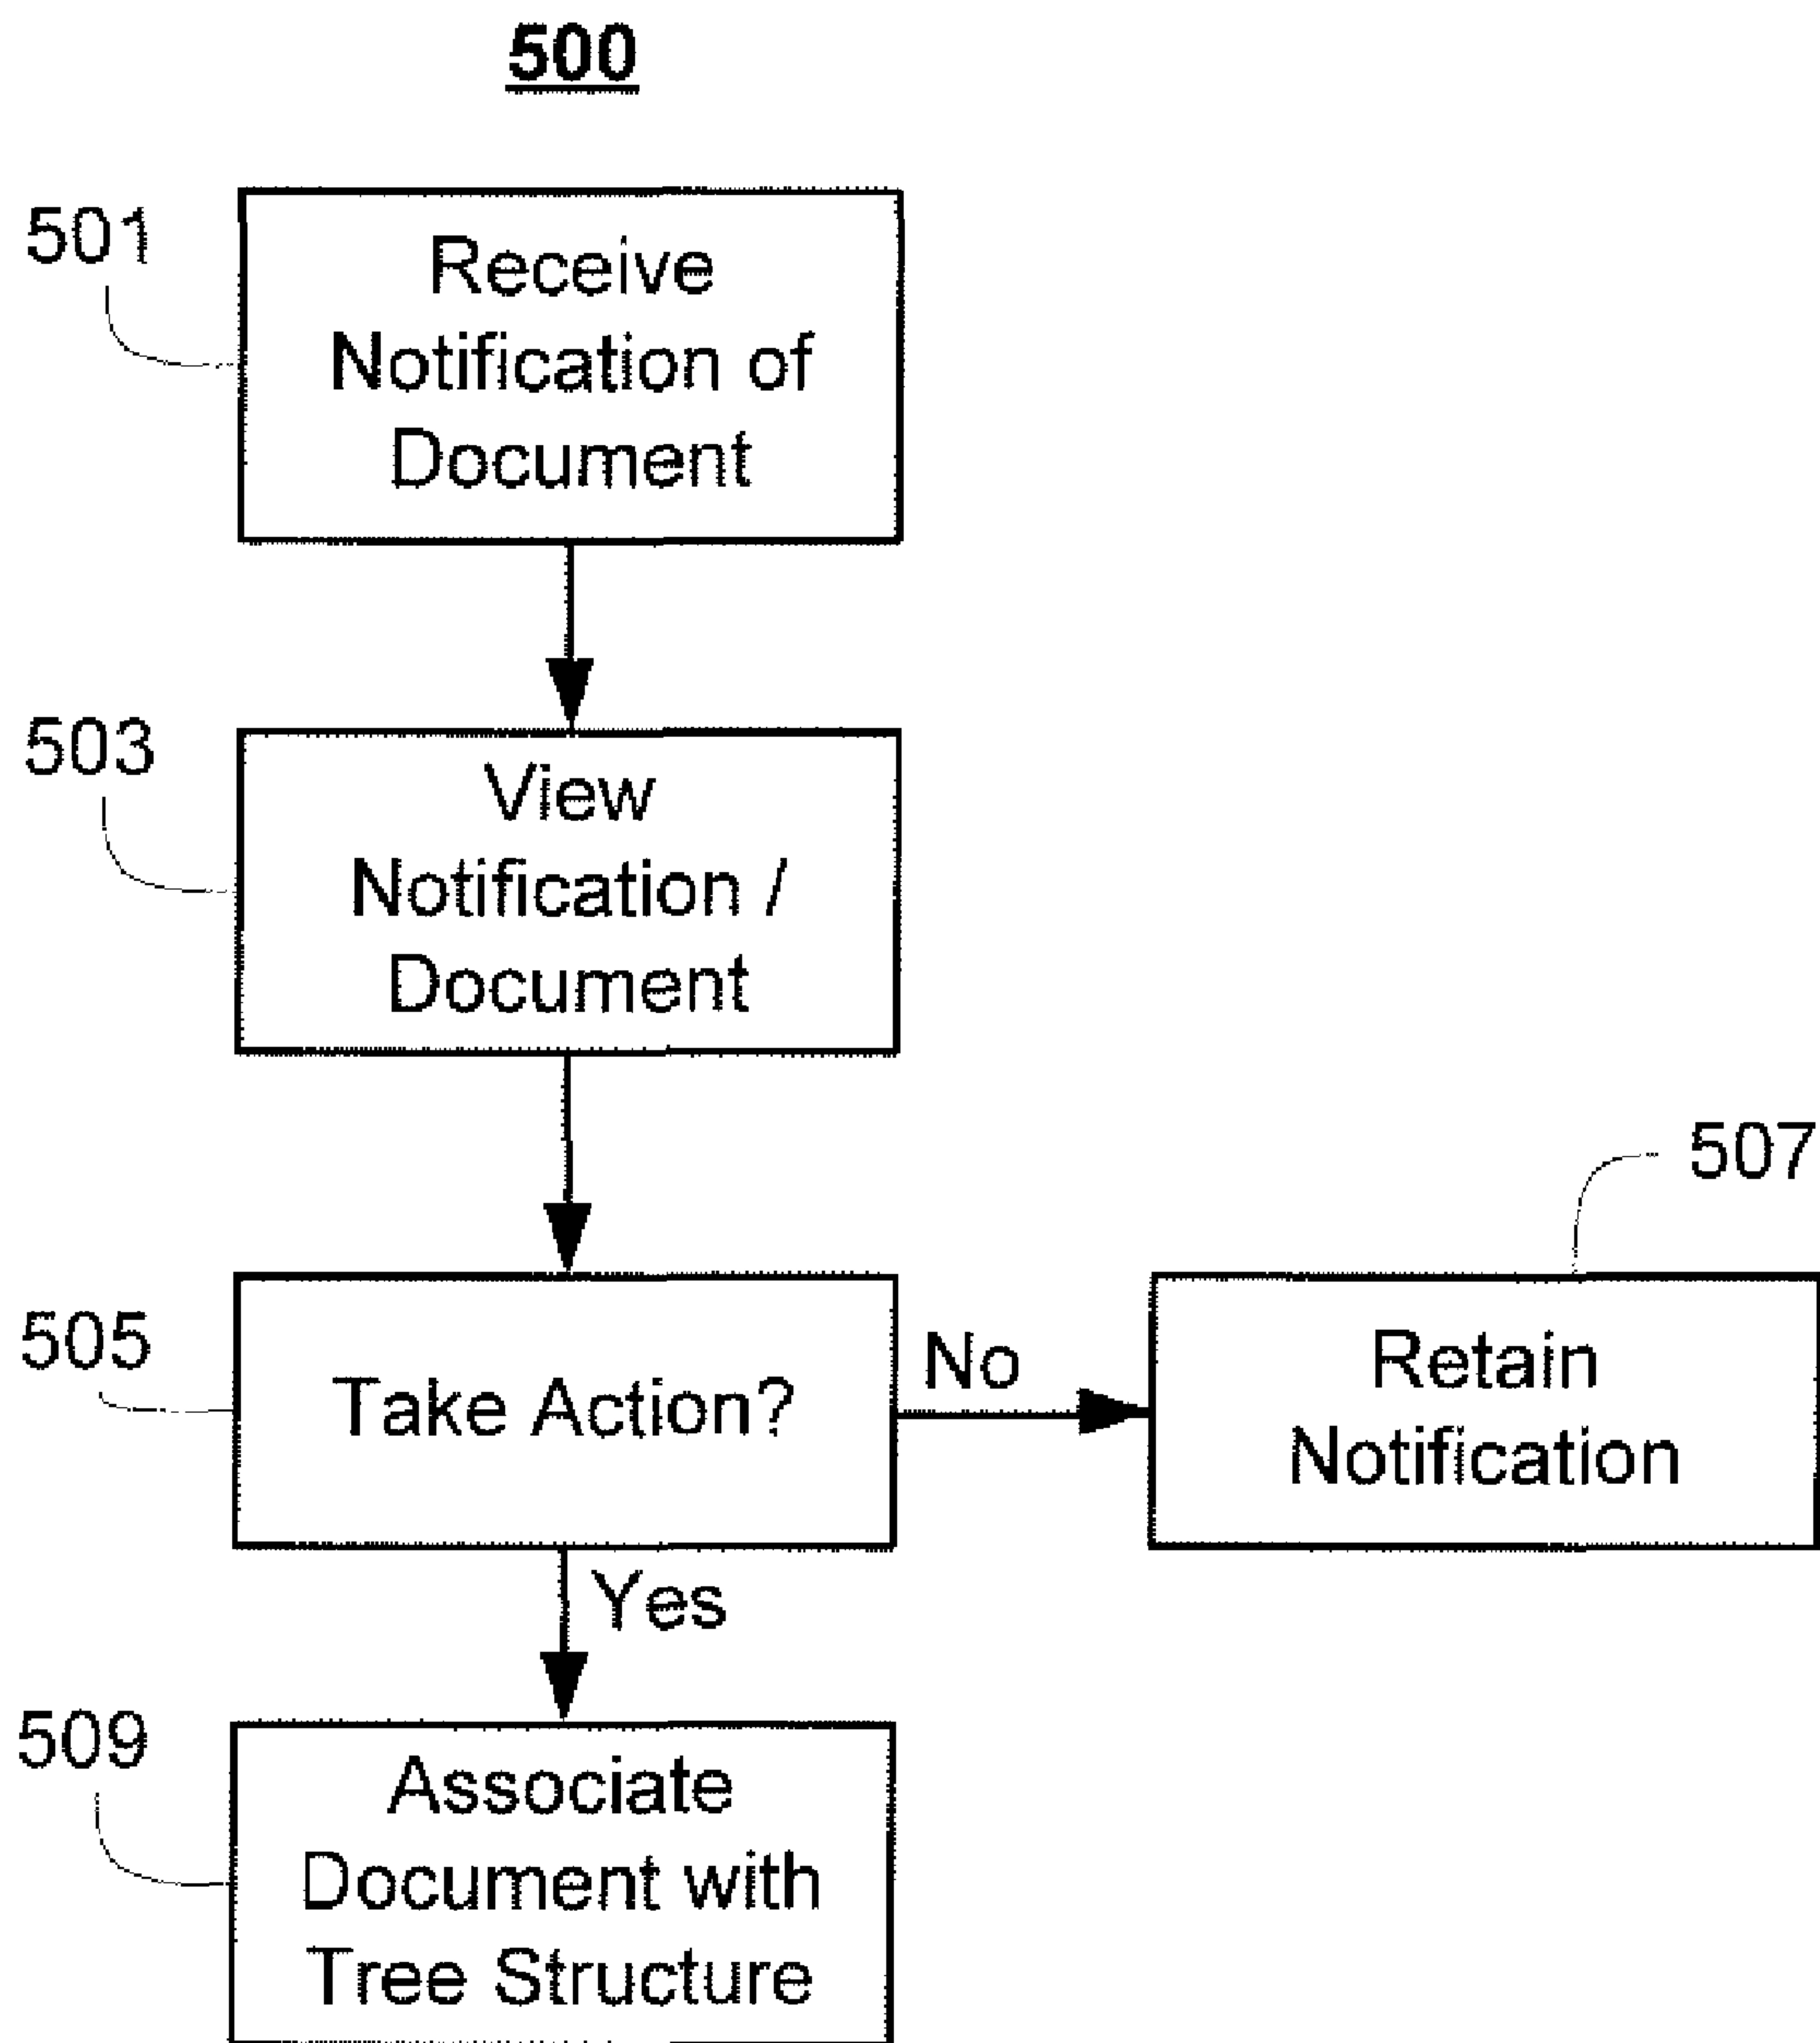 500
501
Receive
Notification of
Document
503
View
Notification /
Document
507
505
Take Action?
No
Retain
Notification
Yes
509
Associate
Document with
Tree Structure